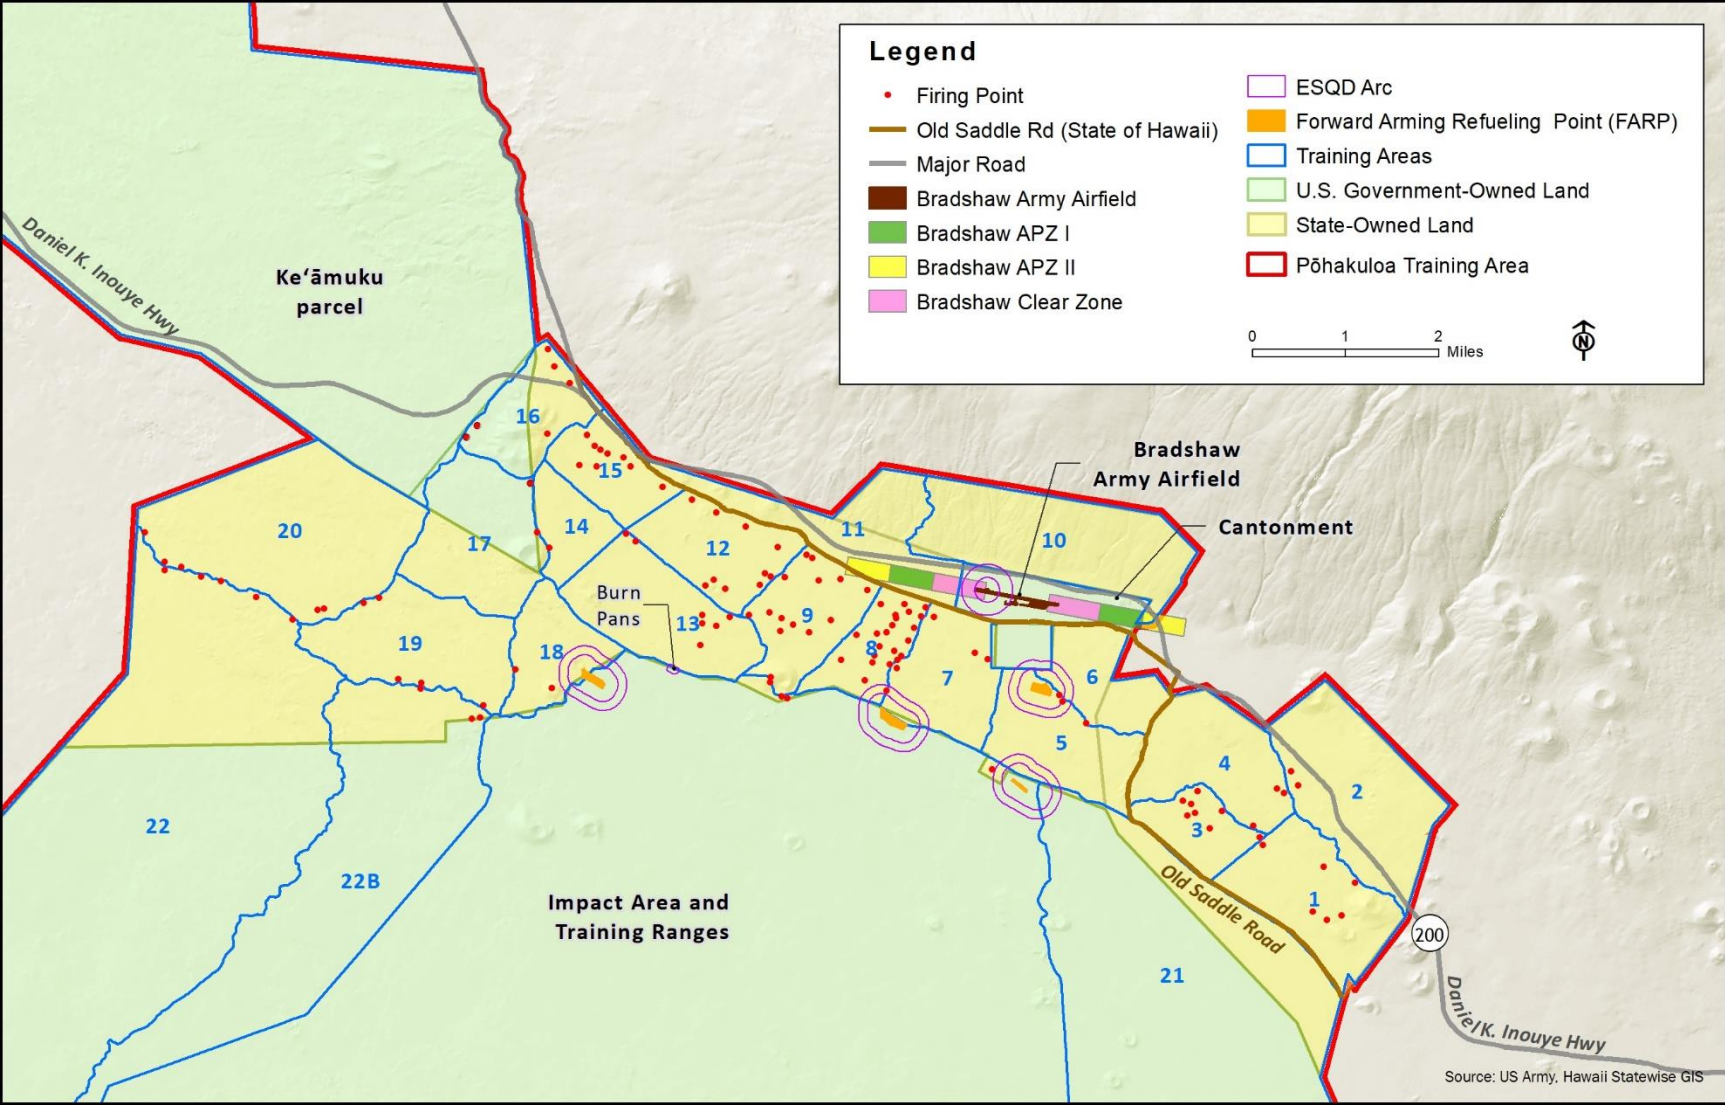 Legend
Firing Point
Old Saddle Rd (State of Hawaii)
Major Road
Bradshaw Army Airfield
Bradshaw APZ I
Bradshaw APZ II
Bradshaw Clear Zone
ESQD Arc
Forward Arming Refueling  Point (FARP)
Training Areas
U.S. Government-Owned Land
State-Owned Land
Pōhakuloa Training Area
0 1 2
Miles
N
Daniel K. Inouye Hwy
Keʻāmuku
parcel
16
15
Bradshaw
Army Airfield
Cantonment
20
17
14
12
11
10
Burn
Pans
13
9
8
7
6
19
18
5
4
2
3
1
22
22B
Impact Area and
Training Ranges
Old Saddle Road
21
200
Daniel K. Inouye Hwy
Source: US Army, Hawaii Statewise GIS